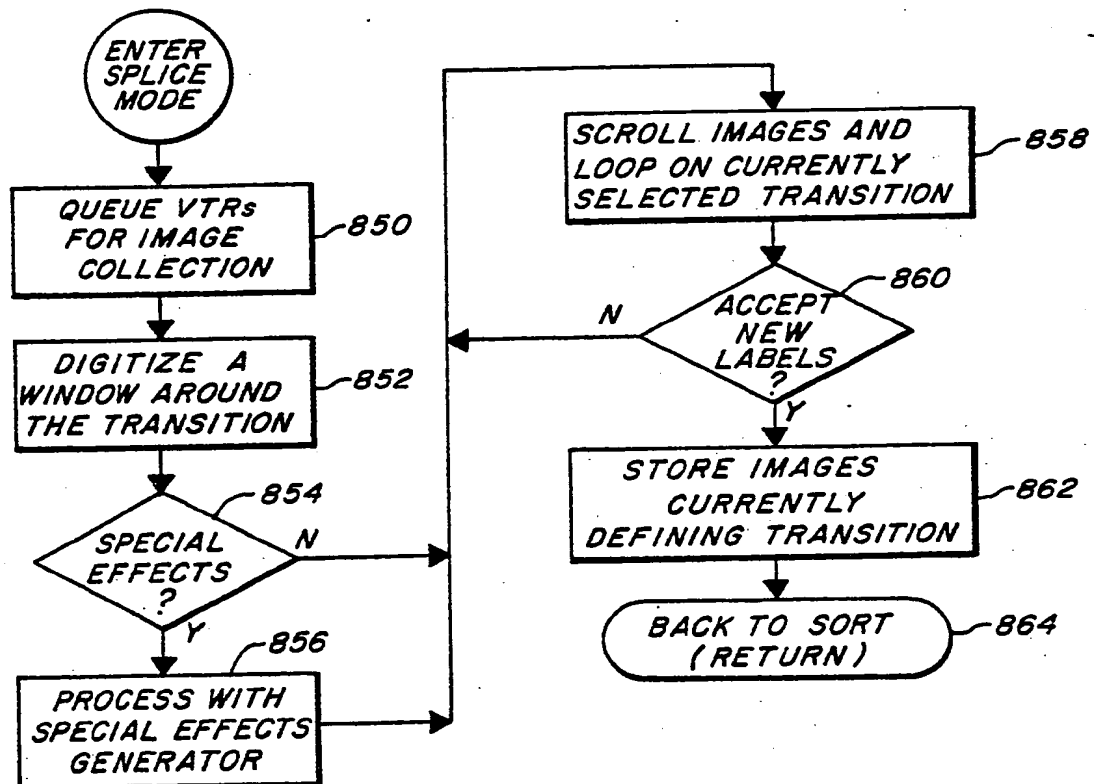 ENTER
SPLICE
MODE
QUEUE VTRs
FOR IMAGE
COLLECTION
850
DIGITIZE A
WINDOW AROUND
THE TRANSITION
852
854
SPECIAL
EFFECTS
?
N
Y
856
PROCESS WITH
SPECIAL EFFECTS
GENERATOR
SCROLL IMAGES AND
LOOP ON CURRENTLY
SELECTED TRANSITION
858
860
ACCEPT
NEW
LABELS
?
N
Y
STORE IMAGES
CURRENTLY
DEFINING TRANSITION
862
BACK TO SORT
(RETURN)
864